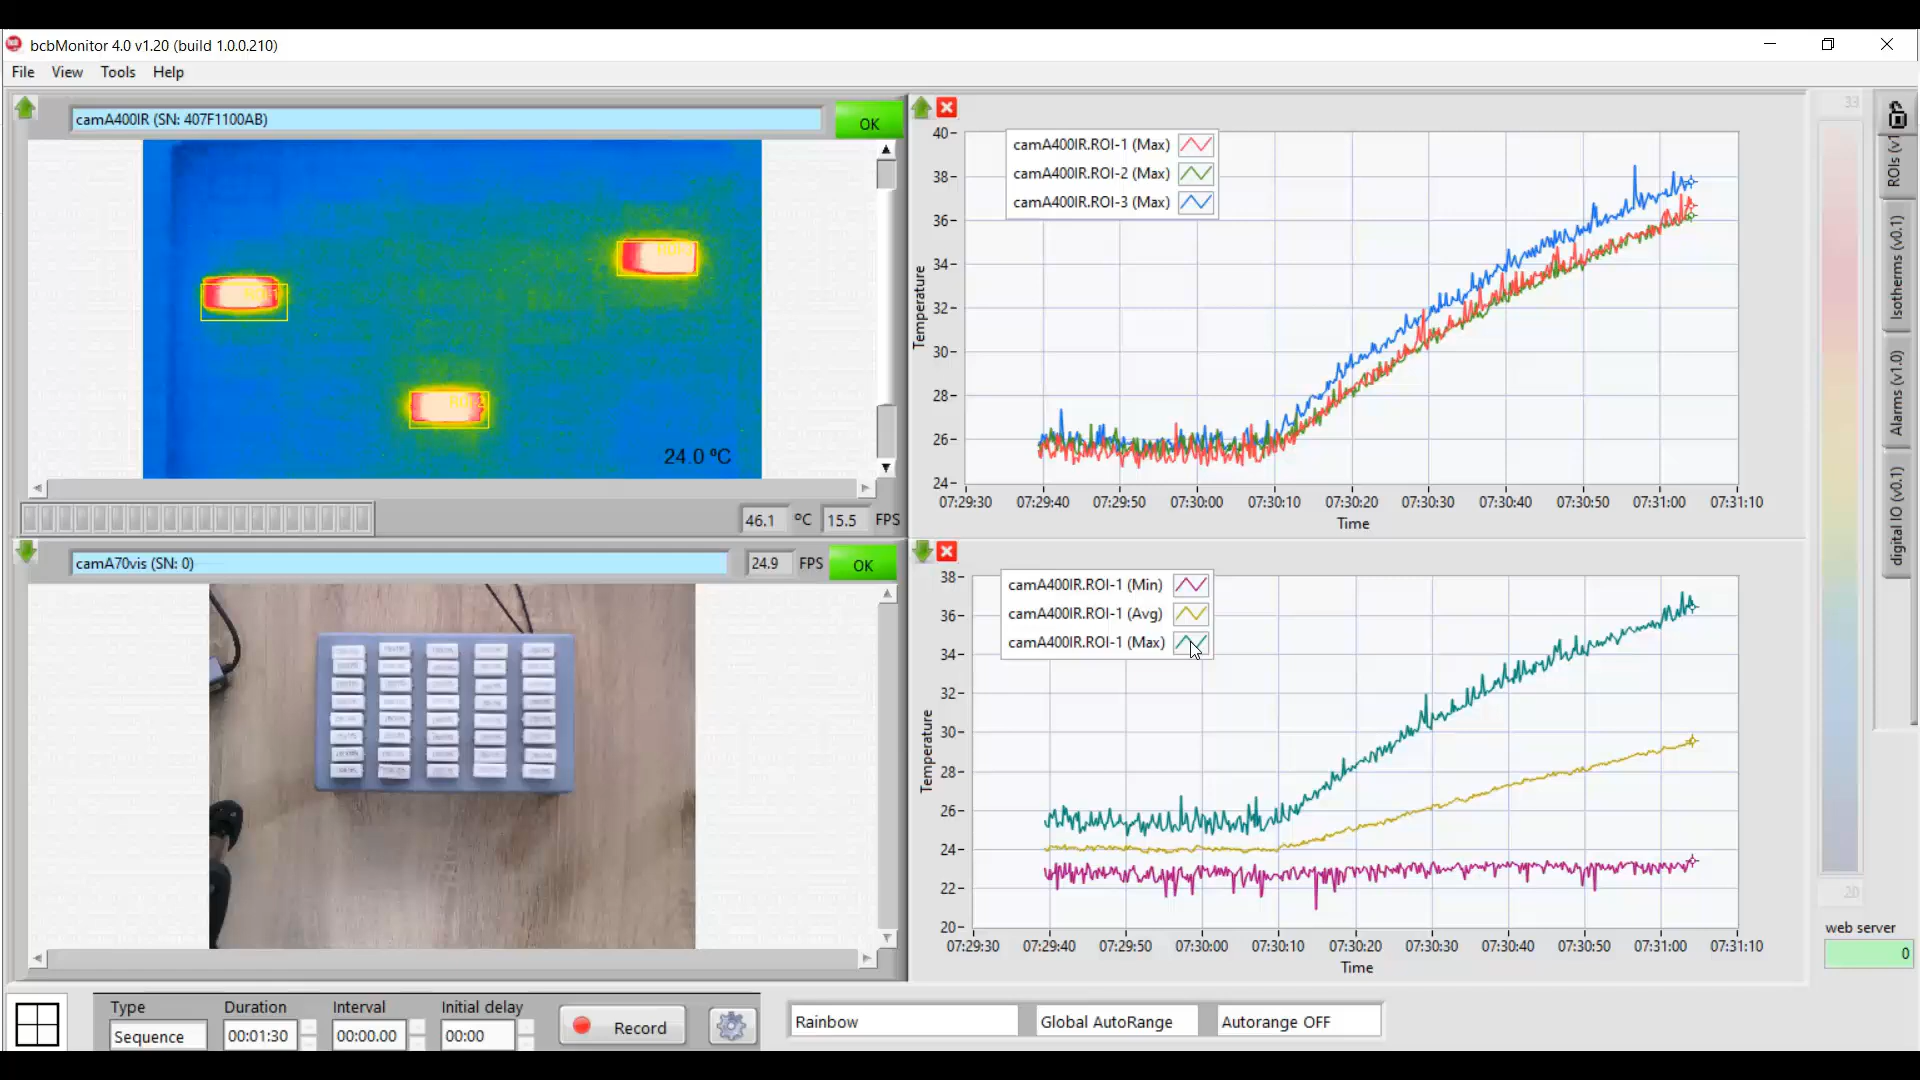 bcb
bcbMonitor 4.0 v1.20 (build 1.0.0.210)
File View Tools Help
camA400IR (SN: 407F1100AB)
OK
24.0 ºC
46.1 ºC 15.5 FPS
camA70vis (SN: 0)
24.9 FPS
OK
camA400IR.ROI-1 (Max)
camA400IR.ROI-2 (Max)
camA400IR.ROI-3 (Max)
Temperature
40
38
36
34
32
30
28
26
24
07:29:30 07:29:40 07:29:50 07:30:00 07:30:10 07:30:20 07:30:30 07:30:40 07:30:50 07:31:00 07:31:10
Time
camA400IR.ROI-1 (Min)
camA400IR.ROI-1 (Avg)
camA400IR.ROI-1 (Max)
Temperature
38
36
34
32
30
28
26
24
22
20
07:29:30 07:29:40 07:29:50 07:30:00 07:30:10 07:30:20 07:30:30 07:30:40 07:30:50 07:31:00 07:31:10
Time
33
20
ROIs (v1
Isotherms (v0.1)
Alarms (v1.0)
digital IO (v0.1)
web server
0
Type Duration Interval Initial delay
Sequence 00:01:30 00:00.00 00:00
Record
Rainbow
Global AutoRange
Autorange OFF